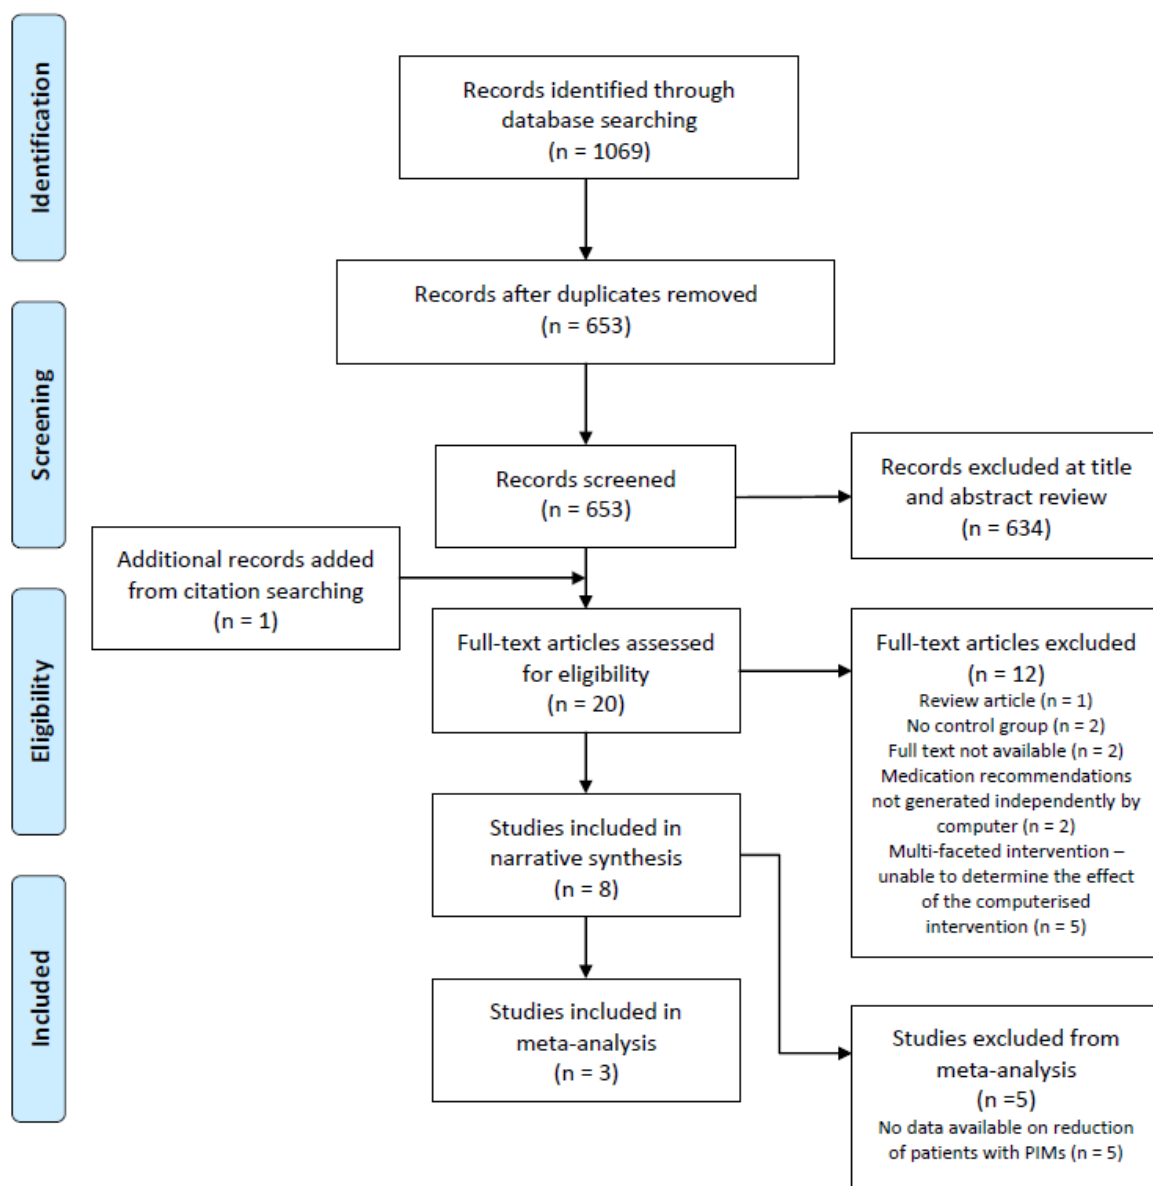 Identification
Records identified through
database searching
(n = 1069)
Records after duplicates removed
(n = 653)
Screening
Records screened
(n = 653)
Records excluded at title
and abstract review
(n = 634)
Additional records added
from citation searching
(n = 1)
Eligibility
Full-text articles assessed
for eligibility
(n = 20)
Full-text articles excluded
(n = 12)
Review article (n = 1)
No control group (n = 2)
Full text not available (n = 2)
Medication recommendations
not generated independently by
computer (n = 2)
Multi-faceted intervention –
unable to determine the effect
of the computerised
intervention (n = 5)
Studies included in
narrative synthesis
(n = 8)
Included
Studies included in
meta-analysis
(n = 3)
Studies excluded from
meta-analysis
(n =5)
No data available on reduction
of patients with PIMs (n = 5)